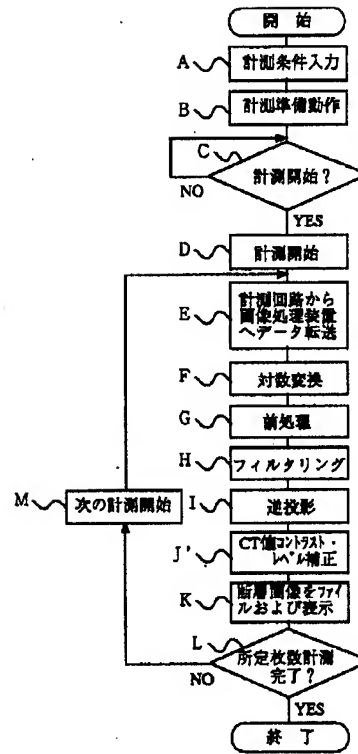 開 始
A
計測条件入力
B
計測準備動作
C
計測開始?
NO
YES
D
計測開始
E
計測回路から
画像処理装置
へデータ転送
F
対数変換
G
前処理
H
フィルタリング
M
次の計測開始
I
逆投影
J'
CT値コントラスト・
レベル補正
K
断層画像をファイ
ルおよび表示
L
所定枚数計測
完了?
NO
YES
終 了